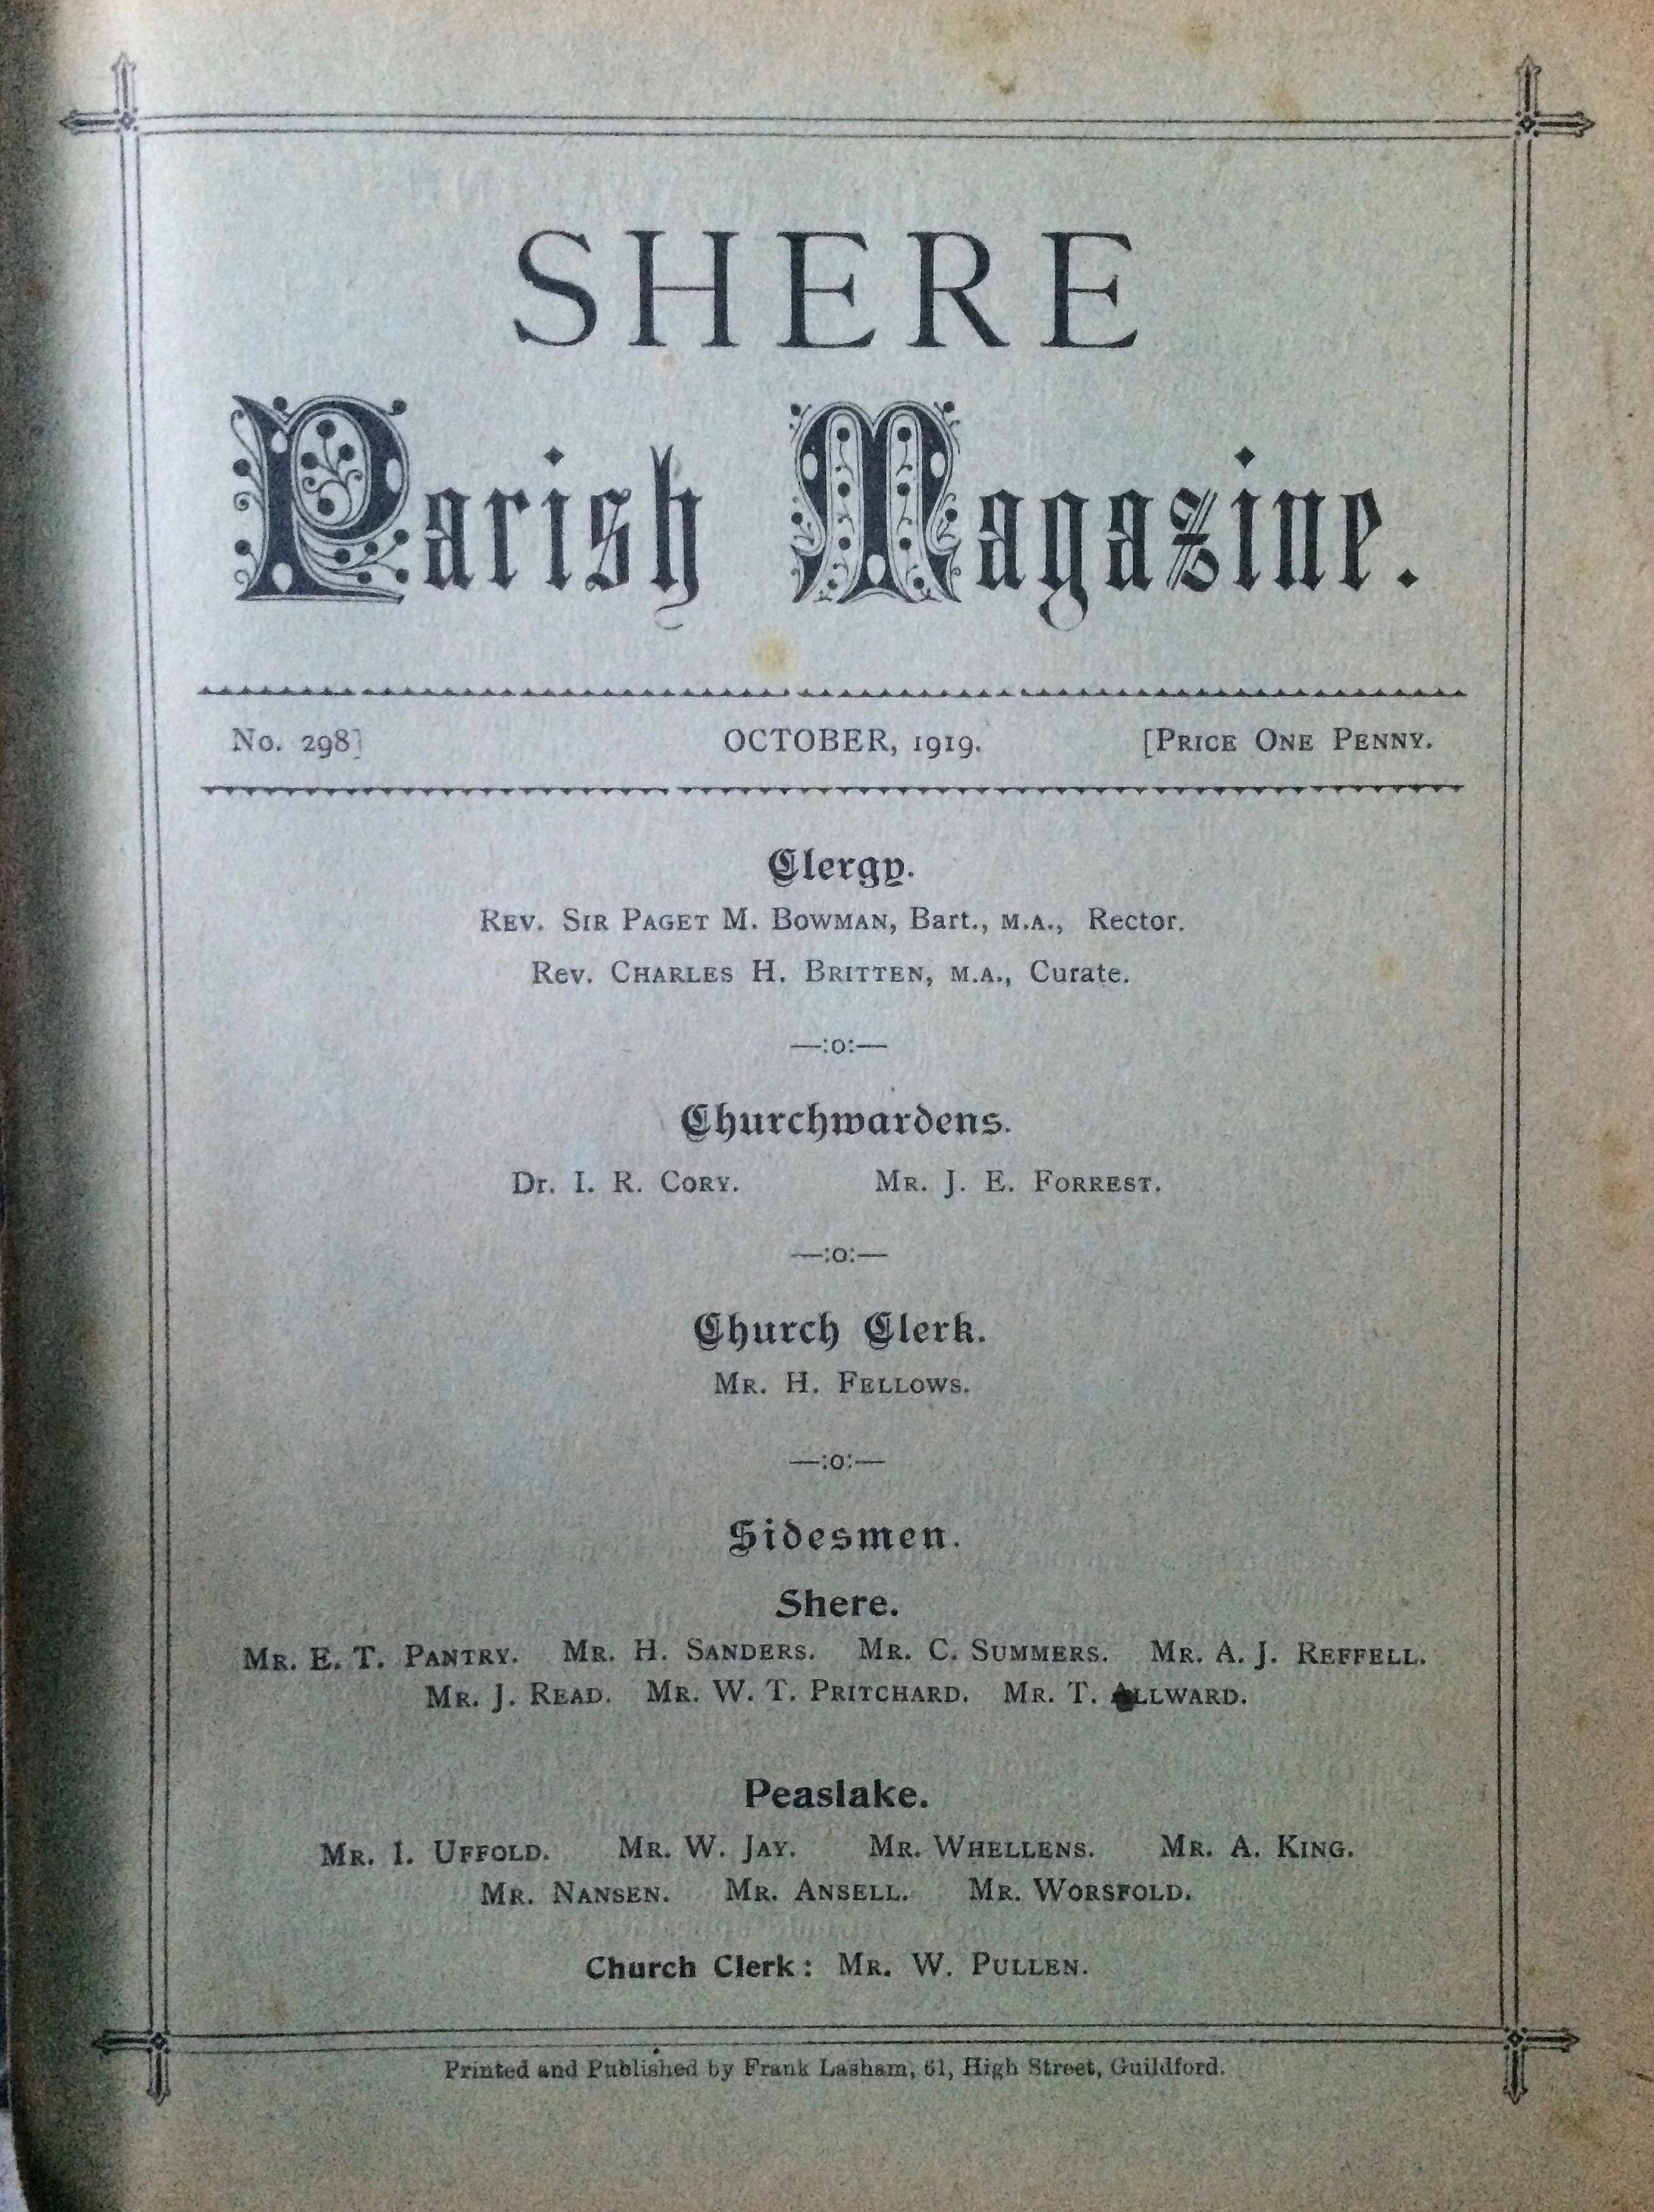 SHERE
Parish Magazine.
No. 298] OCTOBER, 1919. [PRICE ONE PENNY.
Clergy.
REV. SIR PAGET M. BOWMAN, Bart., M.A., Rector.
Rev. CHARLES H. BRITTEN, M.A., Curate.
—:o:—
Churchwardens.
Dr. I. R. CORY. MR. J. E. FORREST.
—:o:—
Church Clerk.
MR. H. FELLOWS.
—:o:—
Sidesmen.
Shere.
MR. E. T. PANTRY. MR. H. SANDERS. MR. C. SUMMERS. MR. A. J. REFFELL.
MR. J. READ. MR. W. T. PRITCHARD. MR. T. ALLWARD.
Peaslake.
MR. I. UFFOLD. MR. W. JAY. MR. WHELLENS. MR. A. KING.
MR. NANSEN. MR. ANSELL. MR. WORSFOLD.
Church Clerk: MR. W. PULLEN.
Printed and Published by Frank Lasham, 61, High Street, Guildford.